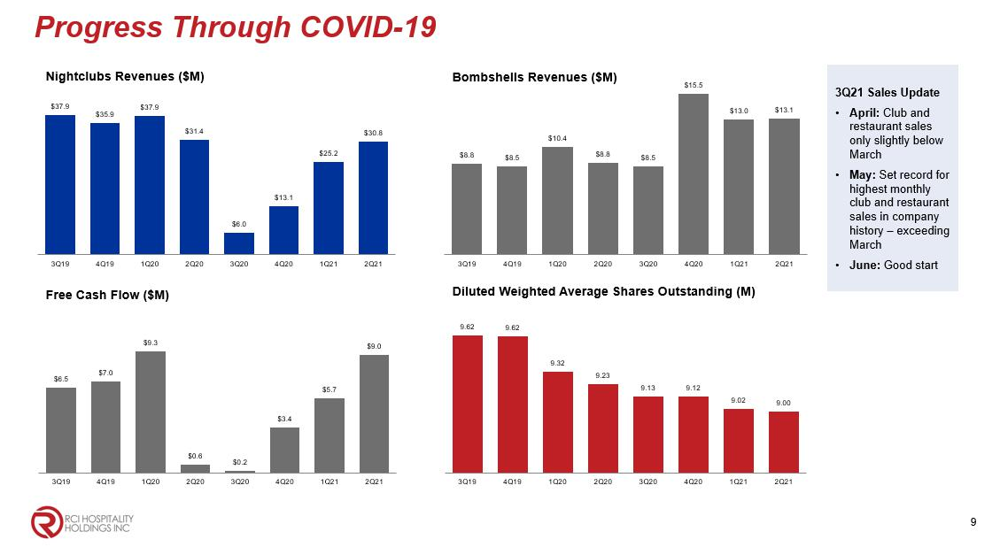 Progress Through COVID-19
Nightclubs Revenues ($M)
$37.9
$35.9
$37.9
$31.4
$6.0
$13.1
$25.2
$30.8
3Q19
4Q19
1Q20
2Q20
3Q20
4Q20
1Q21
2Q21
Bombshells Revenues ($M)
$8.8
$8.5
$10.4
$8.8
$8.5
$15.5
$13.0
$13.1
3Q19
4Q19
1Q20
2Q20
3Q20
4Q20
1Q21
2Q21
3Q21 Sales Update
• April: Club and
restaurant sales
only slightly below
March
• May: Set record for
highest monthly
club and restaurant
sales in company
history – exceeding
March
• June: Good start
Free Cash Flow ($M)
$6.5
$7.0
$9.3
$0.6
$0.2
$3.4
$5.7
$9.0
3Q19
4Q19
1Q20
2Q20
3Q20
4Q20
1Q21
2Q21
Diluted Weighted Average Shares Outstanding (M)
9.62
9.62
9.32
9.23
9.13
9.12
9.02
9.00
3Q19
4Q19
1Q20
2Q20
3Q20
4Q20
1Q21
2Q21
RCI HOSPITALITY
HOLDINGS INC
9